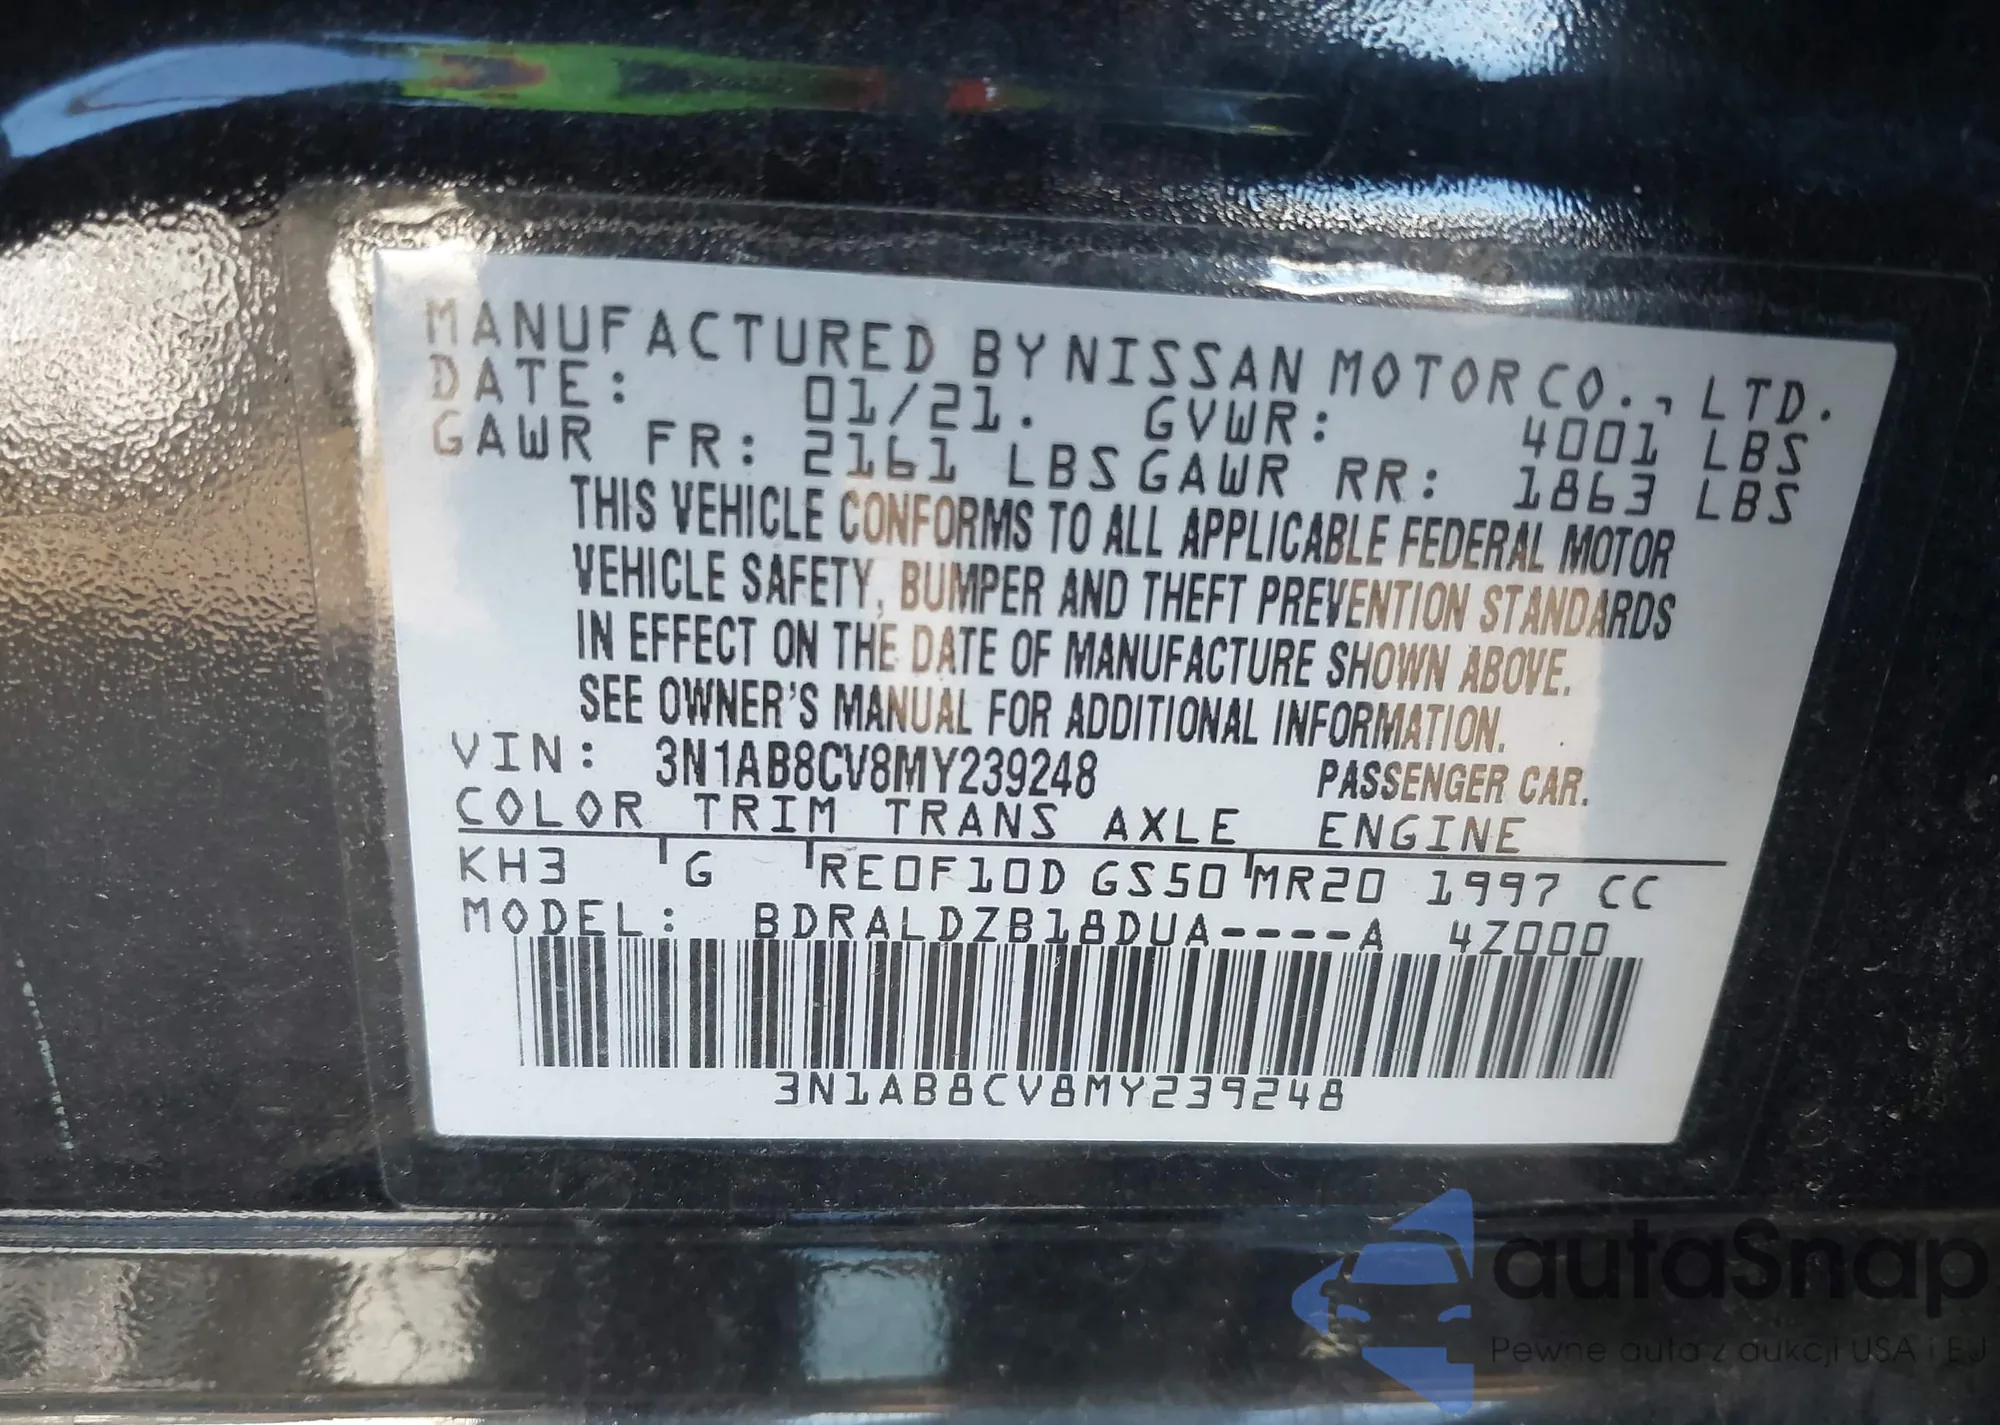 MANUFACTURED BY NISSAN MOTOR CO., LTD.
DATE: 01/21. GVWR: 4001 LBS
GAWR FR: 2161 LBS GAWR RR: 1863 LBS
THIS VEHICLE CONFORMS TO ALL APPLICABLE FEDERAL MOTOR
VEHICLE SAFETY, BUMPER AND THEFT PREVENTION STANDARDS
IN EFFECT ON THE DATE OF MANUFACTURE SHOWN ABOVE.
SEE OWNER'S MANUAL FOR ADDITIONAL INFORMATION.
VIN: 3N1AB8CV8MY239248 PASSENGER CAR.
COLOR TRIM TRANS AXLE ENGINE
KH3 G RE0F10D GS50 MR20 1997 CC
MODEL: BDRALDZB18DUA----A 4Z000
3N1AB8CV8MY239248
autaSnap
Pewne auta z aukcji USA i EU